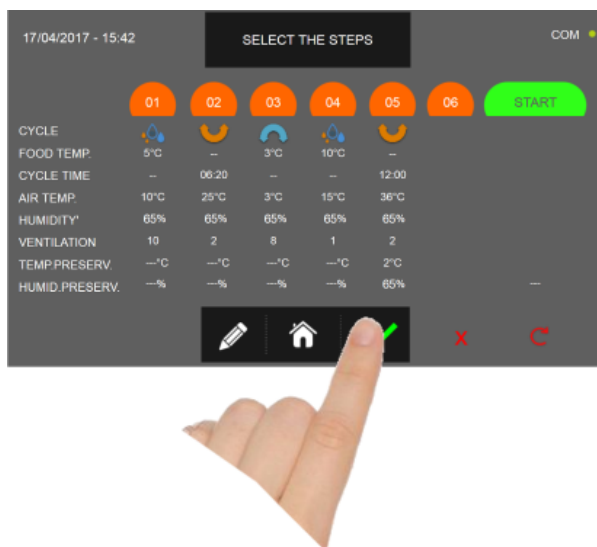 17/04/2017 - 15:42 SELECT THE STEPS COM
01 02 03 04 05 06 START
CYCLE
FOOD TEMP. 5°C -- 3°C 10°C --
CYCLE TIME -- 06:20 -- -- 12:00
AIR TEMP. 10°C 25°C 3°C 15°C 36°C
HUMIDITY' 65% 65% 65% 65% 65%
VENTILATION 10 2 8 1 2
TEMP.PRESERV. ---°C ---°C ---°C ---°C 2°C
HUMID.PRESERV. ---% ---% ---% ---% 65% ---
X